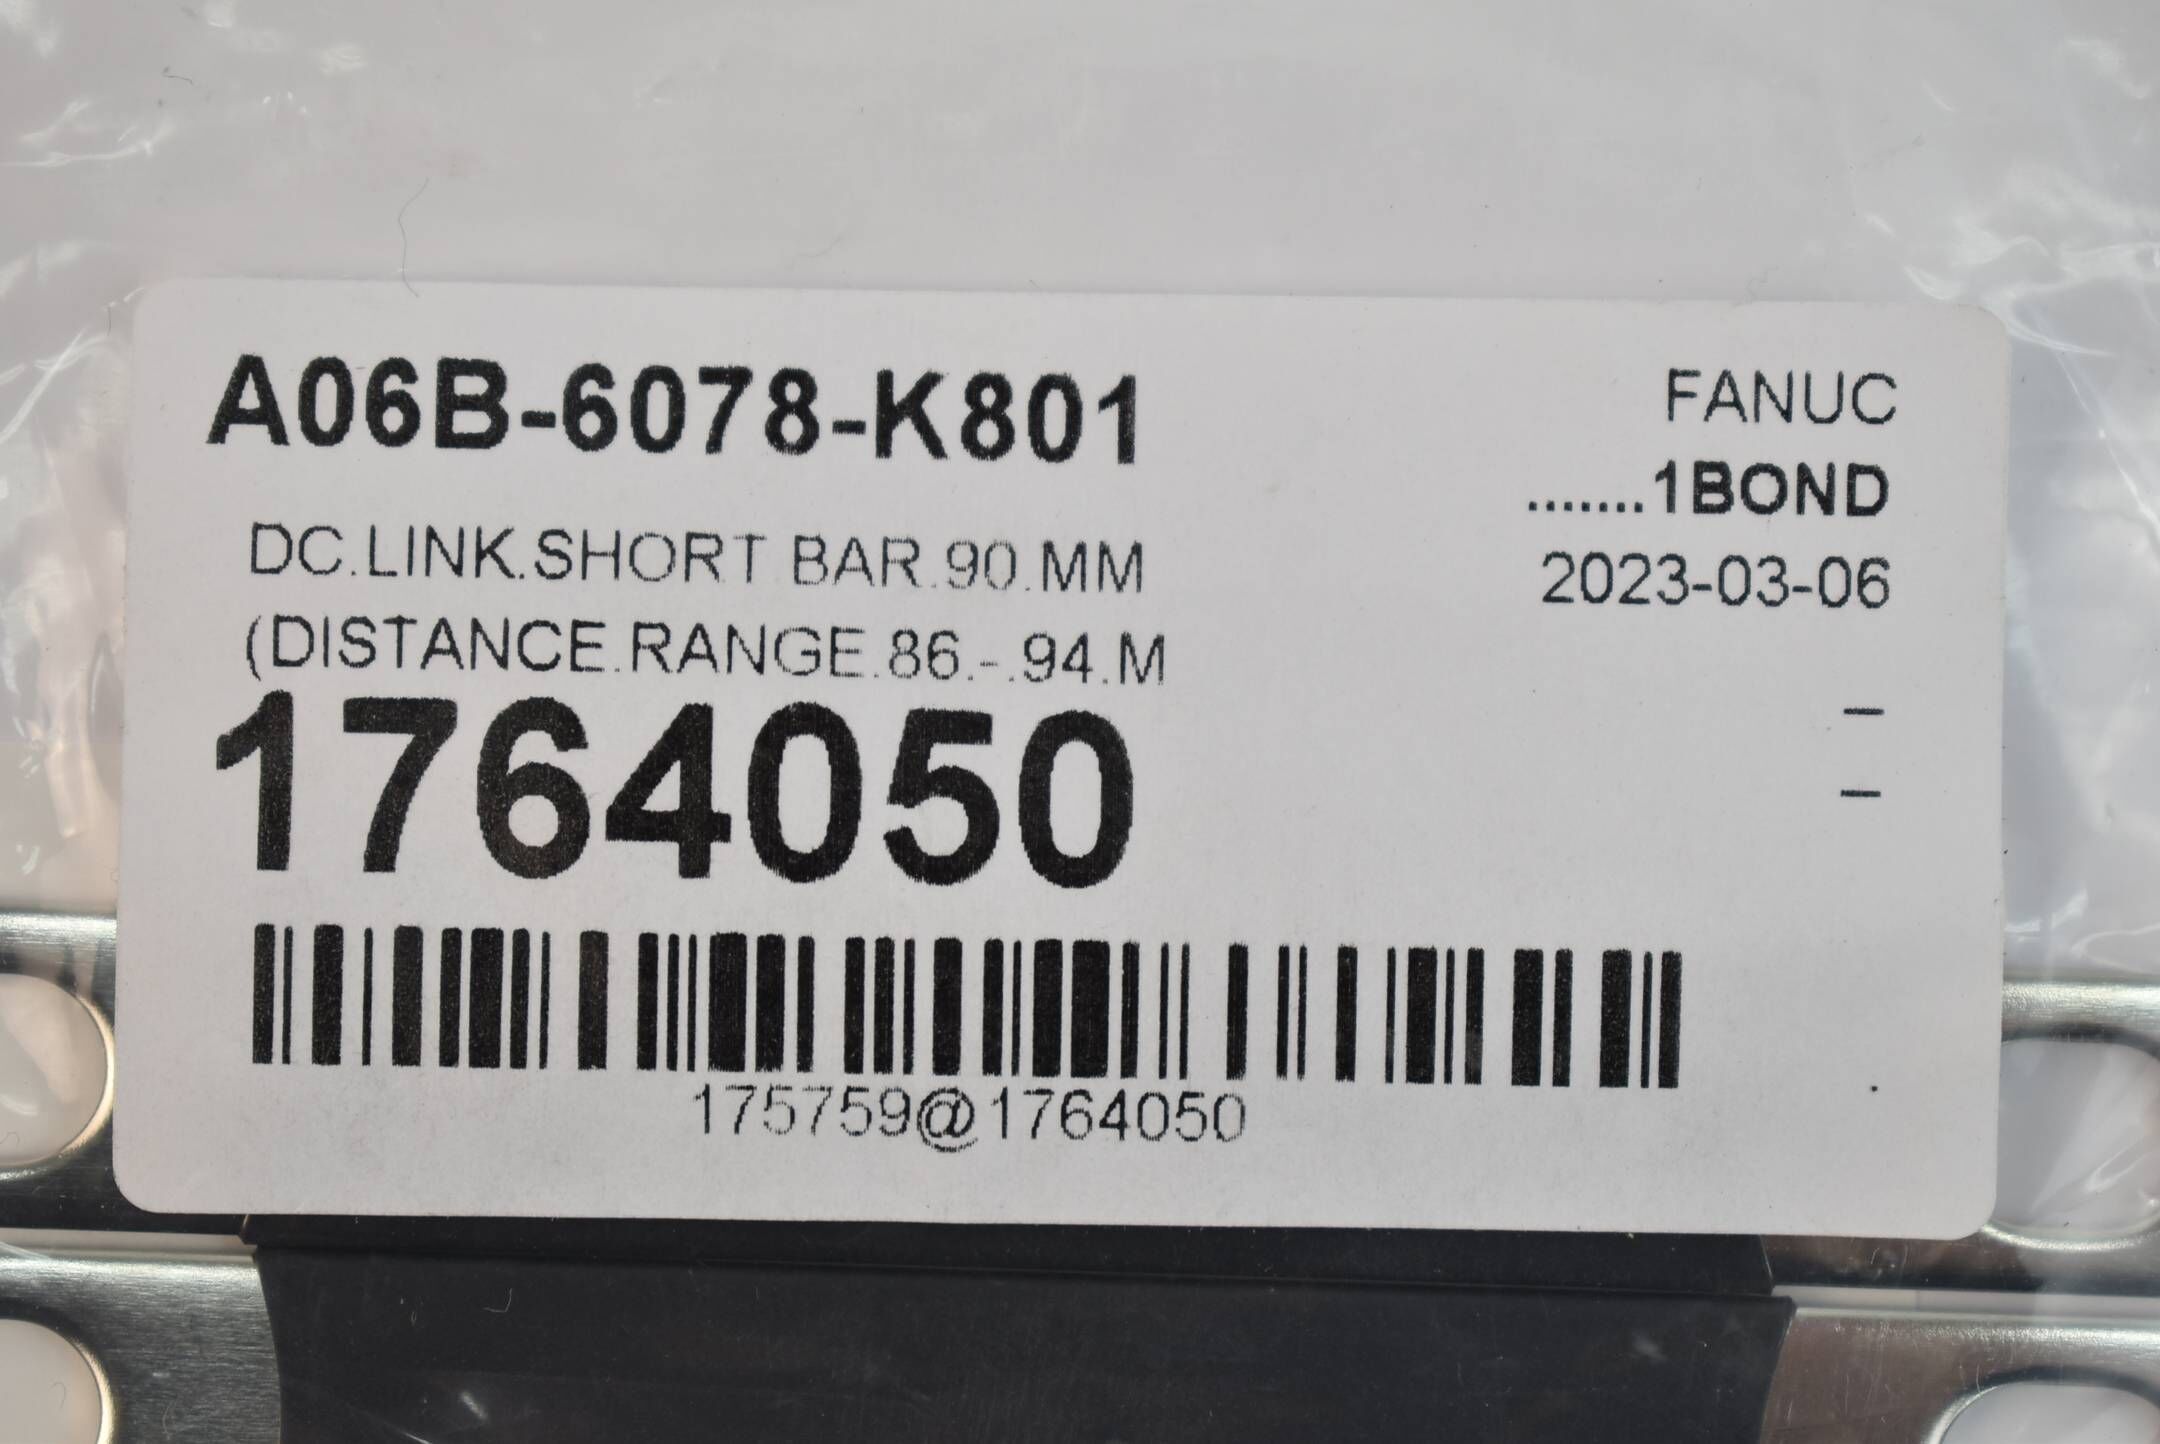 A06B-6078-K801
FANUC
.......1BOND
DC.LINK.SHORT.BAR.90.MM
2023-03-06
(DISTANCE.RANGE.86.-.94.M
1764050
–
–
175759@1764050